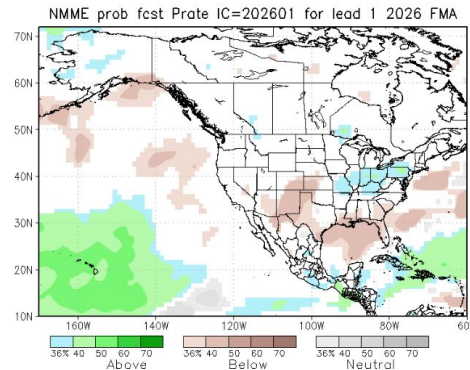 NMME prob fcst Prate IC=202601 for lead 1 2026 FMA
70N
60N
50N
40N
30N
20N
10N
160W 140W 120W 100W 80W 60
36% 40 50 60 70 36% 40 50 60 70 36% 40 50 60 70
Above Below Neutral